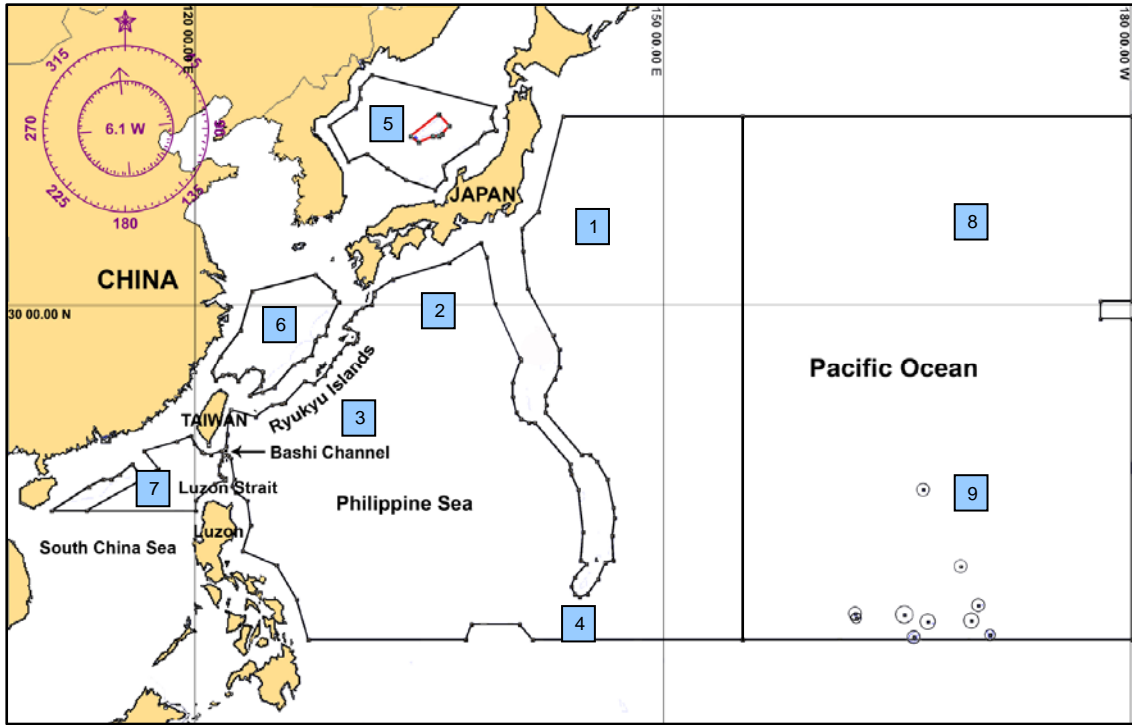 120 00.00 E
150 00.00 E
180 00.00 W
315
45
270
6.1 W
90
225
135
180
5
JAPAN
1
8
CHINA
30 00.00 N
6
2
Pacific Ocean
Ryukyu Islands
TAIWAN
3
Bashi Channel
7
Luzon Strait
9
Philippine Sea
Luzon
South China Sea
4